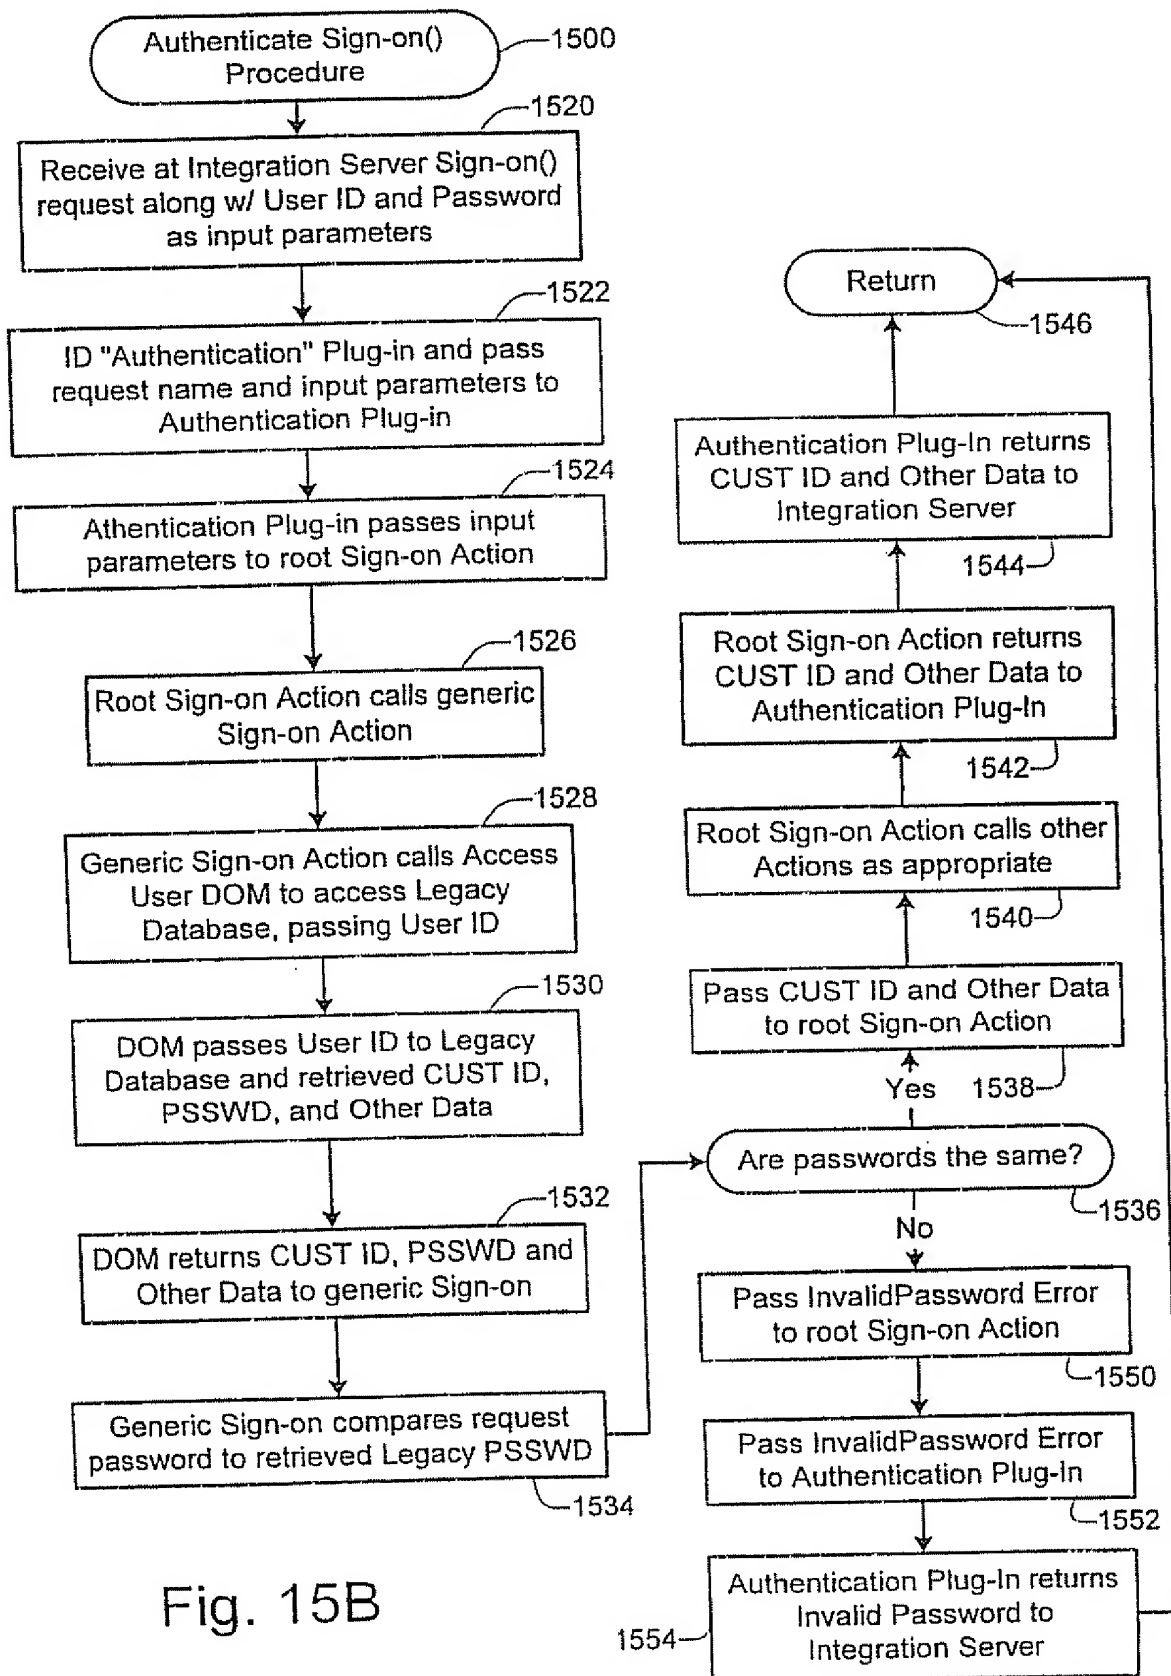 Authenticate Sign-on()
Procedure
1500
1520
Receive at Integration Server Sign-on()
request along w/ User ID and Password
as input parameters
1522
ID "Authentication" Plug-in and pass
request name and input parameters to
Authentication Plug-in
1524
Athentication Plug-in passes input
parameters to root Sign-on Action
1526
Root Sign-on Action calls generic
Sign-on Action
1528
Generic Sign-on Action calls Access
User DOM to access Legacy
Database, passing User ID
1530
DOM passes User ID to Legacy
Database and retrieved CUST ID,
PSSWD, and Other Data
1532
DOM returns CUST ID, PSSWD and
Other Data to generic Sign-on
Generic Sign-on compares request
password to retrieved Legacy PSSWD
1534
Return
1546
Authentication Plug-In returns
CUST ID and Other Data to
Integration Server
1544
Root Sign-on Action returns
CUST ID and Other Data to
Authentication Plug-In
1542
Root Sign-on Action calls other
Actions as appropriate
1540
Pass CUST ID and Other Data
to root Sign-on Action
Yes
1538
Are passwords the same?
1536
No
Pass InvalidPassword Error
to root Sign-on Action
1550
Pass InvalidPassword Error
to Authentication Plug-In
1552
Authentication Plug-In returns
Invalid Password to
Integration Server
1554
Fig. 15B